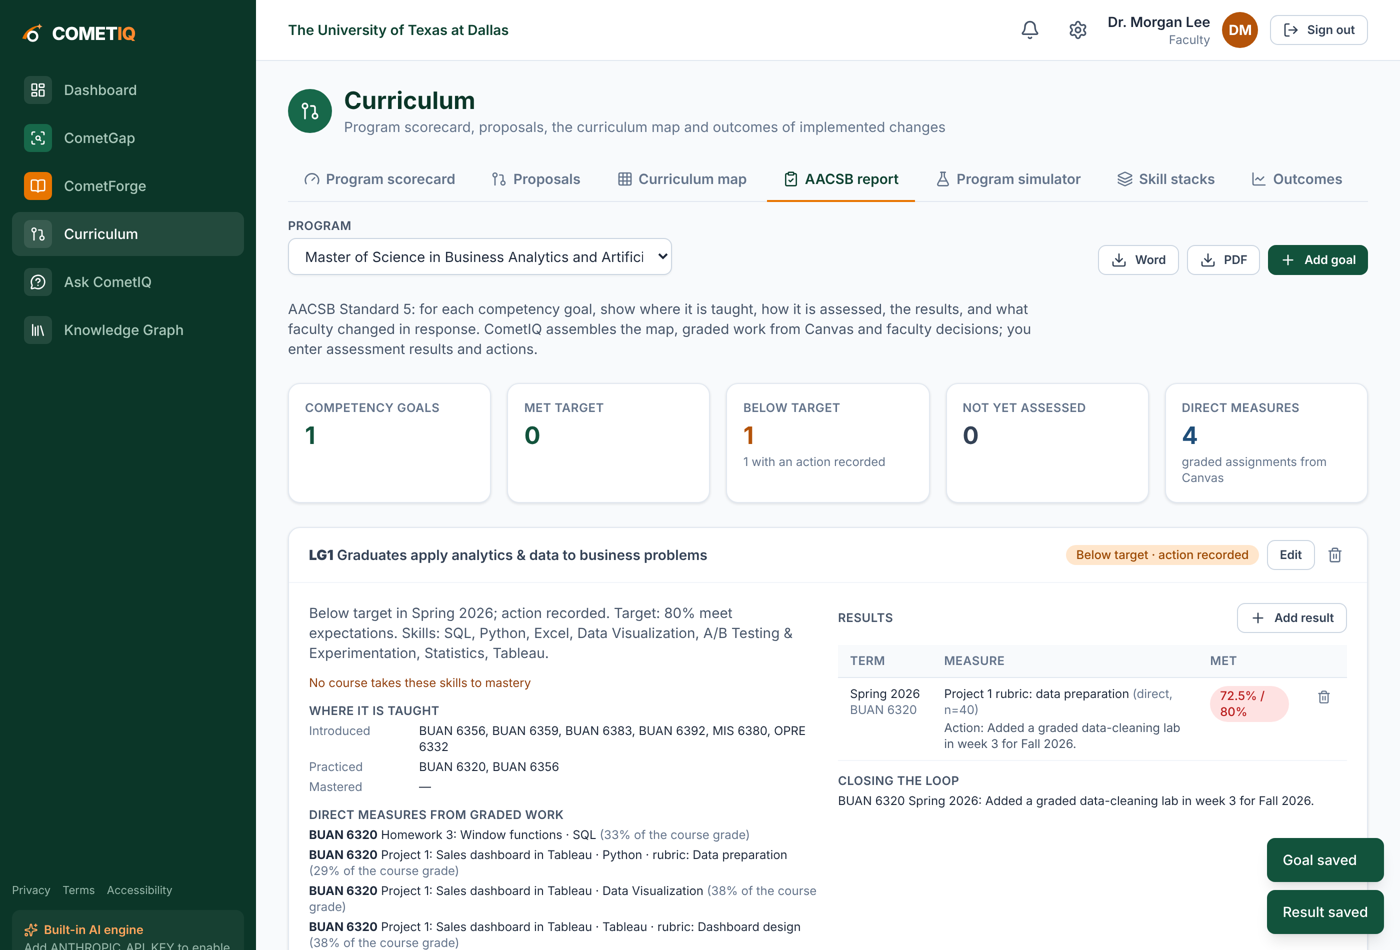 COMETIQ
Dashboard
CometGap
CometForge
Curriculum
Ask CometIQ
Knowledge Graph
Privacy Terms Accessibility
Built-in AI engine
Add ANTHROPIC_API_KEY to enable
The University of Texas at Dallas
Dr. Morgan Lee
Faculty
DM
Sign out
Curriculum
Program scorecard, proposals, the curriculum map and outcomes of implemented changes
Program scorecard
Proposals
Curriculum map
AACSB report
Program simulator
Skill stacks
Outcomes
PROGRAM
Master of Science in Business Analytics and Artifici
Word
PDF
Add goal
AACSB Standard 5: for each competency goal, show where it is taught, how it is assessed, the results, and what
faculty changed in response. CometIQ assembles the map, graded work from Canvas and faculty decisions; you
enter assessment results and actions.
COMPETENCY GOALS
1
MET TARGET
0
BELOW TARGET
1
1 with an action recorded
NOT YET ASSESSED
0
DIRECT MEASURES
4
graded assignments from
Canvas
LG1 Graduates apply analytics & data to business problems
Below target · action recorded
Edit
Below target in Spring 2026; action recorded. Target: 80% meet
expectations. Skills: SQL, Python, Excel, Data Visualization, A/B Testing &
Experimentation, Statistics, Tableau.
No course takes these skills to mastery
WHERE IT IS TAUGHT
Introduced BUAN 6356, BUAN 6359, BUAN 6383, BUAN 6392, MIS 6380, OPRE
6332
Practiced BUAN 6320, BUAN 6356
Mastered —
DIRECT MEASURES FROM GRADED WORK
BUAN 6320 Homework 3: Window functions · SQL (33% of the course grade)
BUAN 6320 Project 1: Sales dashboard in Tableau · Python · rubric: Data preparation
(29% of the course grade)
BUAN 6320 Project 1: Sales dashboard in Tableau · Data Visualization (38% of the course
grade)
BUAN 6320 Project 1: Sales dashboard in Tableau · Tableau · rubric: Dashboard design
(38% of the course grade)
RESULTS
Add result
TERM MEASURE MET
Spring 2026
BUAN 6320
Project 1 rubric: data preparation (direct,
n=40)
Action: Added a graded data-cleaning lab
in week 3 for Fall 2026.
72.5% /
80%
CLOSING THE LOOP
BUAN 6320 Spring 2026: Added a graded data-cleaning lab in week 3 for Fall 2026.
Goal saved
Result saved